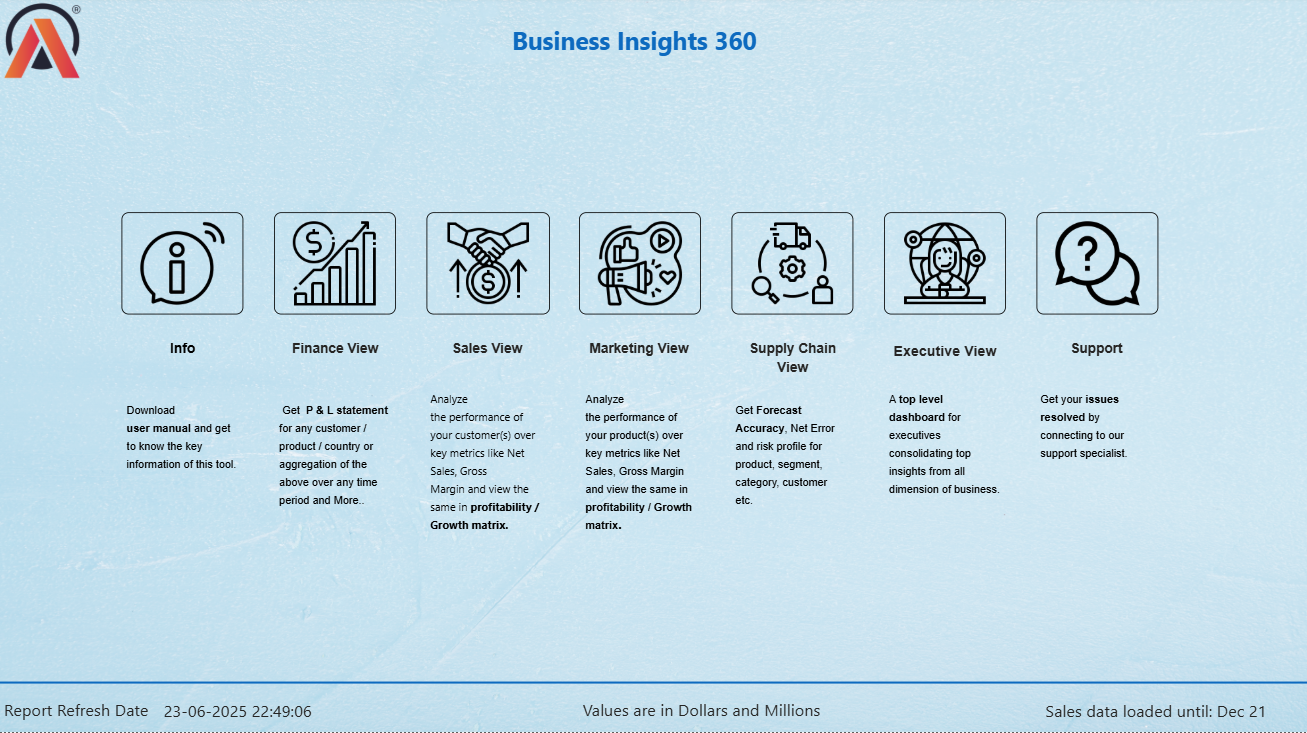 ®
Business Insights 360
Info
Finance View
Sales View
Marketing View
Supply Chain
View
Executive View
Support
Download
user manual and get
to know the key
information of this tool.
Get P & L statement
for any customer /
product / country or
aggregation of the
above over any time
period and More..
Analyze
the performance of
your customer(s) over
key metrics like Net
Sales, Gross
Margin and view the
same in profitability /
Growth matrix.
Analyze
the performance of
your product(s) over
key metrics like Net
Sales, Gross Margin
and view the same in
profitability / Growth
matrix.
Get Forecast
Accuracy, Net Error
and risk profile for
product, segment,
category, customer
etc.
A top level
dashboard for
executives
consolidating top
insights from all
dimension of business.
Get your issues
resolved by
connecting to our
support specialist.
Report Refresh Date 23-06-2025 22:49:06
Values are in Dollars and Millions
Sales data loaded until: Dec 21